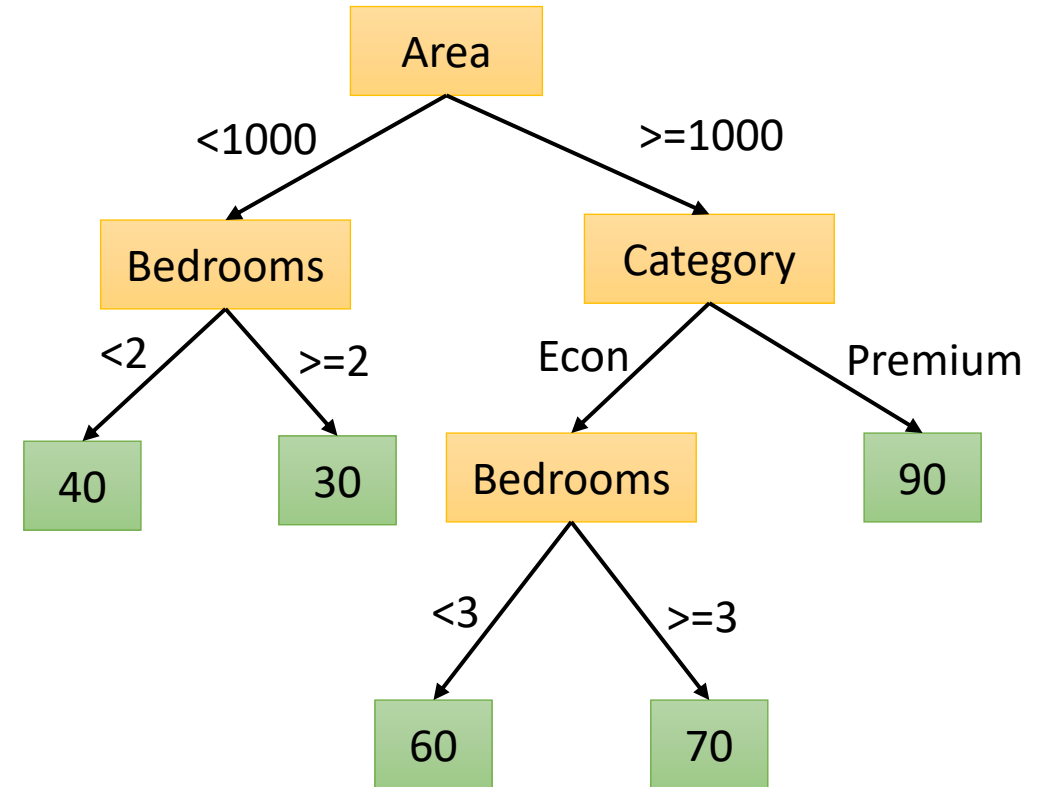 Area
<1000
>=1000
Bedrooms
Category
<2
>=2
Econ
Premium
40
30
Bedrooms
90
<3
>=3
60
70